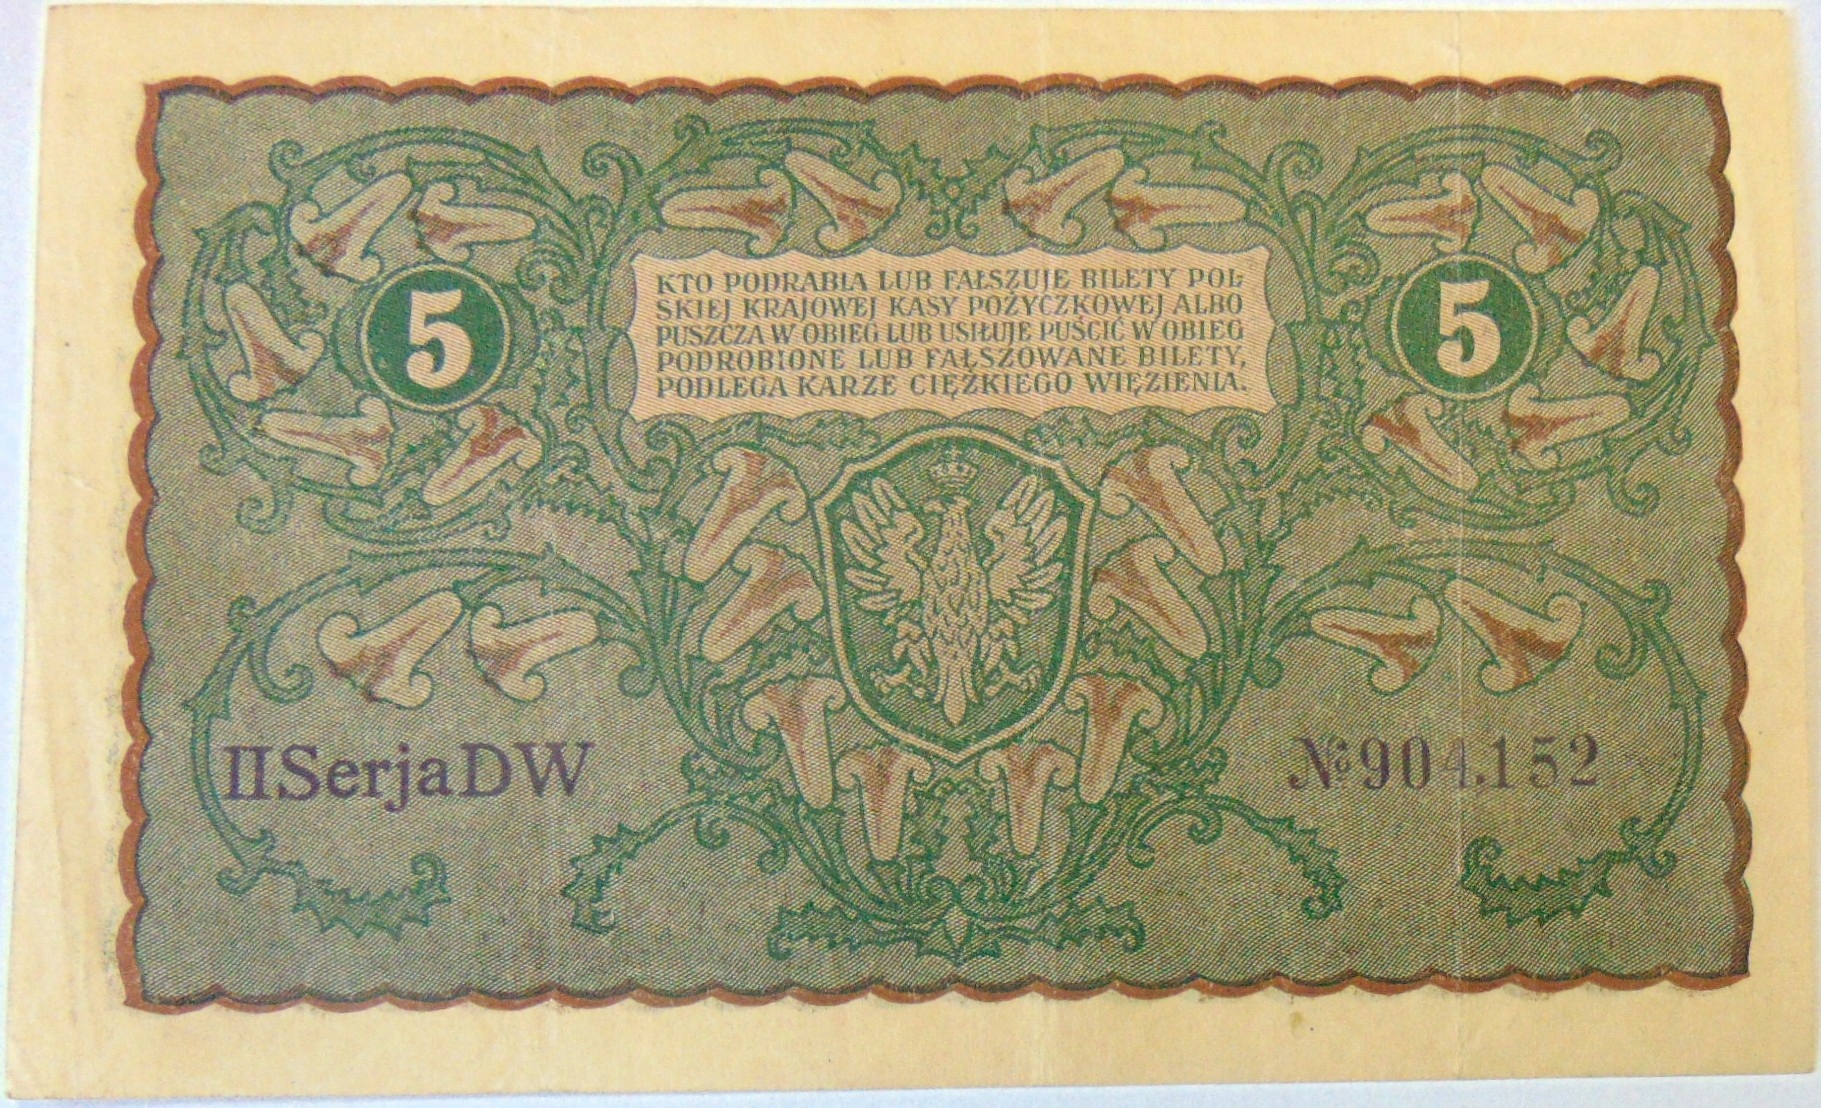 KTO PODRABIA LUB FAŁSZUJE BILETY POL-
SKIEJ KRAJOWEJ KASY POŻYCZKOWEJ ALBO
PUSZCZA W OBIEG LUB USIŁUJE PUŚCIĆ W OBIEG
PODROBIONE LUB FAŁSZOWANE BILETY,
PODLEGA KARZE CIĘŻKIEGO WIĘZIENIA.
5
5
II Serja DW
№ 904.152